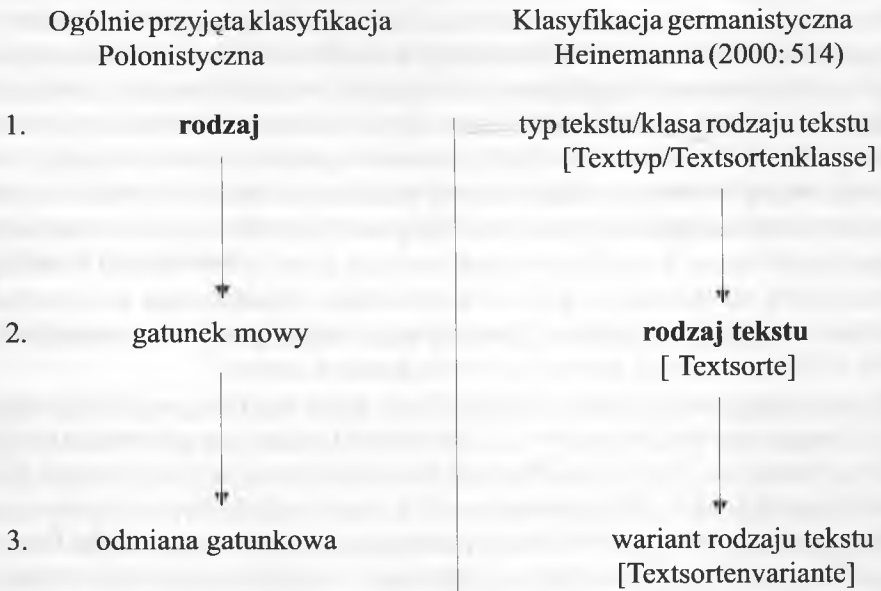 Ogólnie przyjęta klasyfikacja
Polonistyczna
Klasyfikacja germanistyczna
Heinemanna (2000: 514)
1. rodzaj
typ tekstu/klasa rodzaju tekstu
[Texttyp/Textsortenklasse]
2. gatunek mowy
rodzaj tekstu
[ Textsorte]
3. odmiana gatunkowa
wariant rodzaju tekstu
[Textsortenvariante]